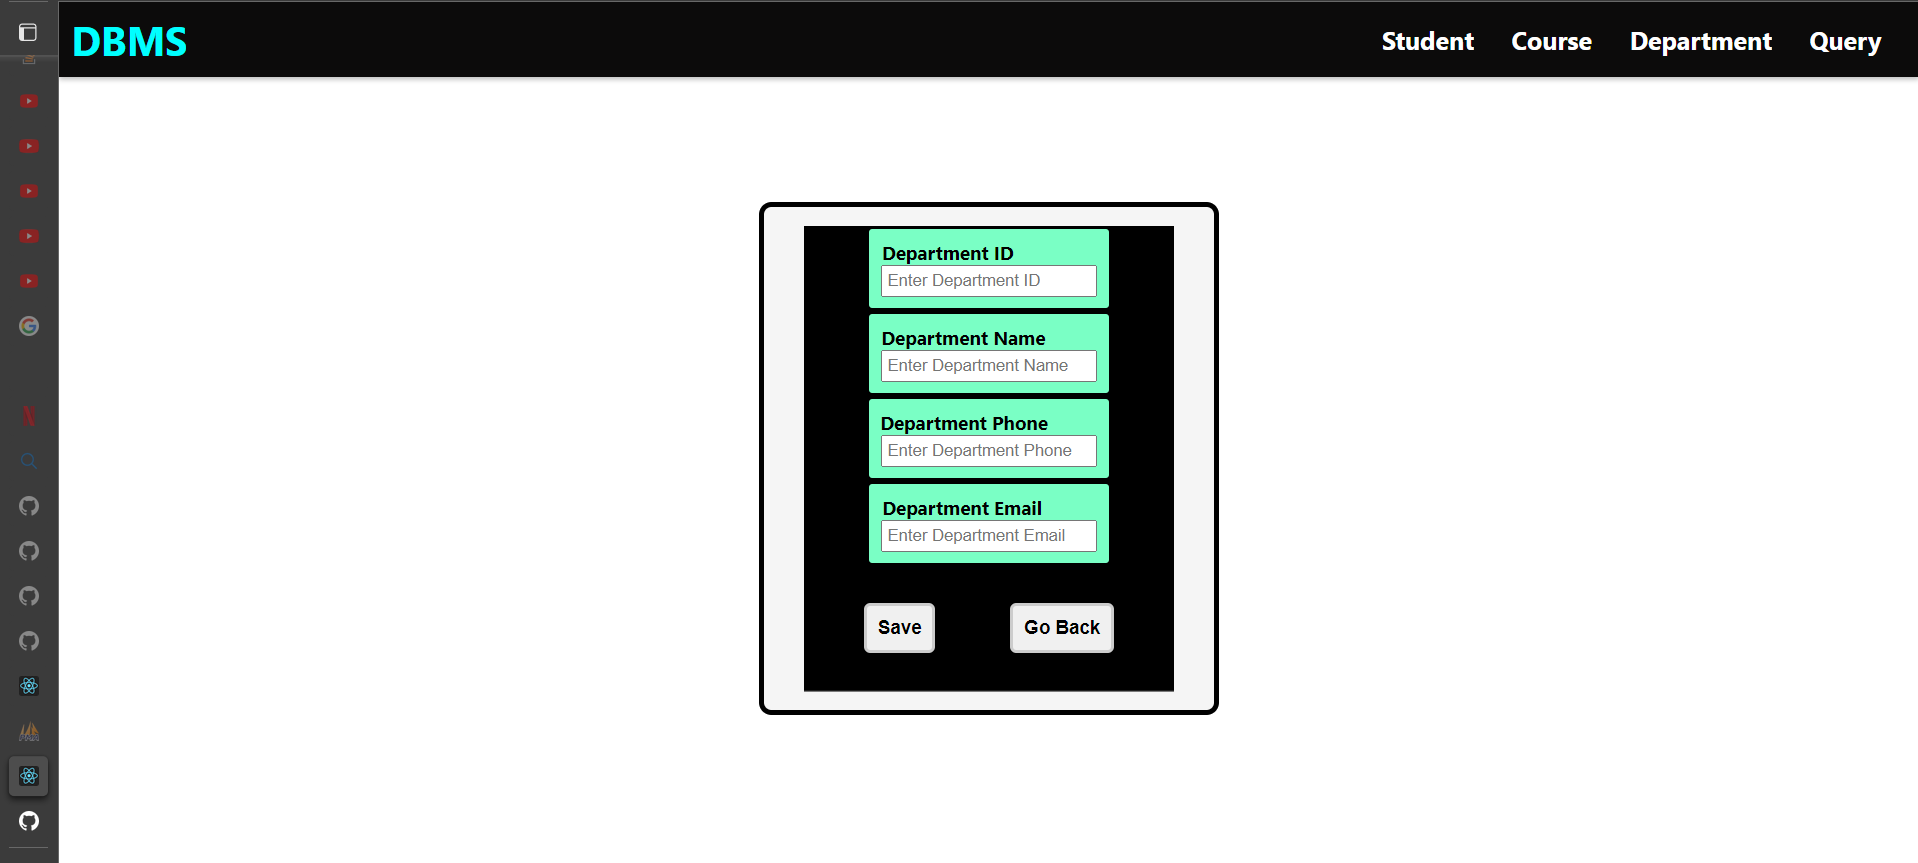 DBMS
Student Course Department Query
Department ID
Enter Department ID
Department Name
Enter Department Name
Department Phone
Enter Department Phone
Department Email
Enter Department Email
Save Go Back